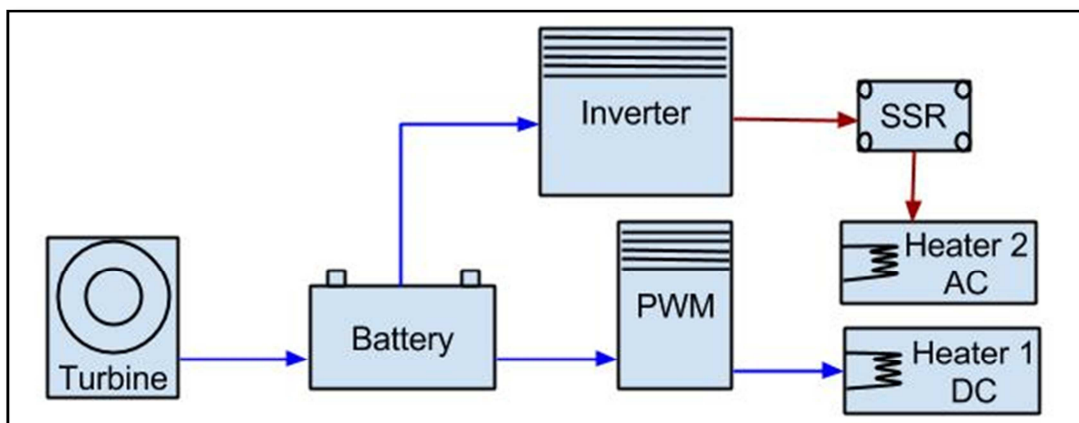 Inverter
SSR
Heater 2
AC
Turbine
Battery
PWM
Heater 1
DC